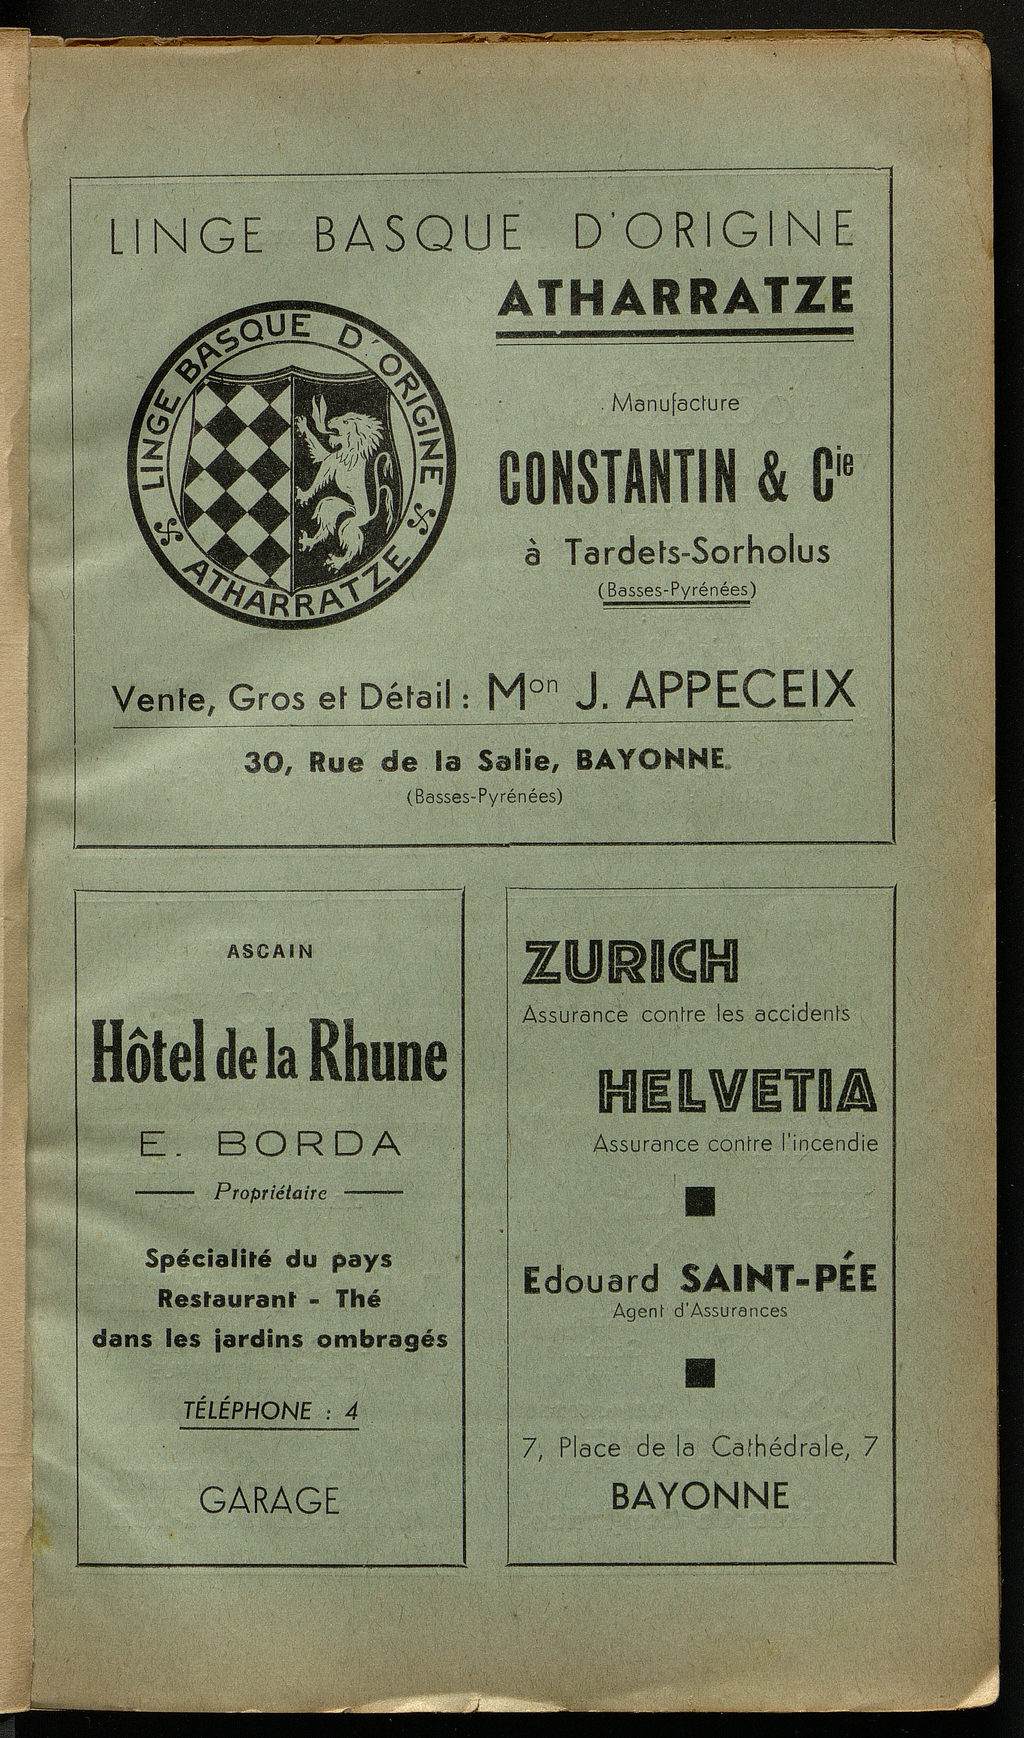 LINGE BASQUE D'ORIGINE
ATHARRATZE
LINGE BASQUE D'ORIGINE
ATHARRATZE
Manufacture
CONSTANTIN & Cie
à Tardets-Sorholus
(Basses-Pyrénées)
Vente, Gros et Détail : Mon J. APPECEIX
30, Rue de la Salie, BAYONNE.
(Basses-Pyrénées)
ASCAIN
Hôtel de la Rhune
E. BORDA
Propriétaire
Spécialité du pays
Restaurant - Thé
dans les jardins ombragés
TÉLÉPHONE : 4
GARAGE
ZURICH
Assurance contre les accidents
HELVETIA
Assurance contre l'incendie
Edouard SAINT-PÉE
Agent d'Assurances
7, Place de la Cathédrale, 7
BAYONNE